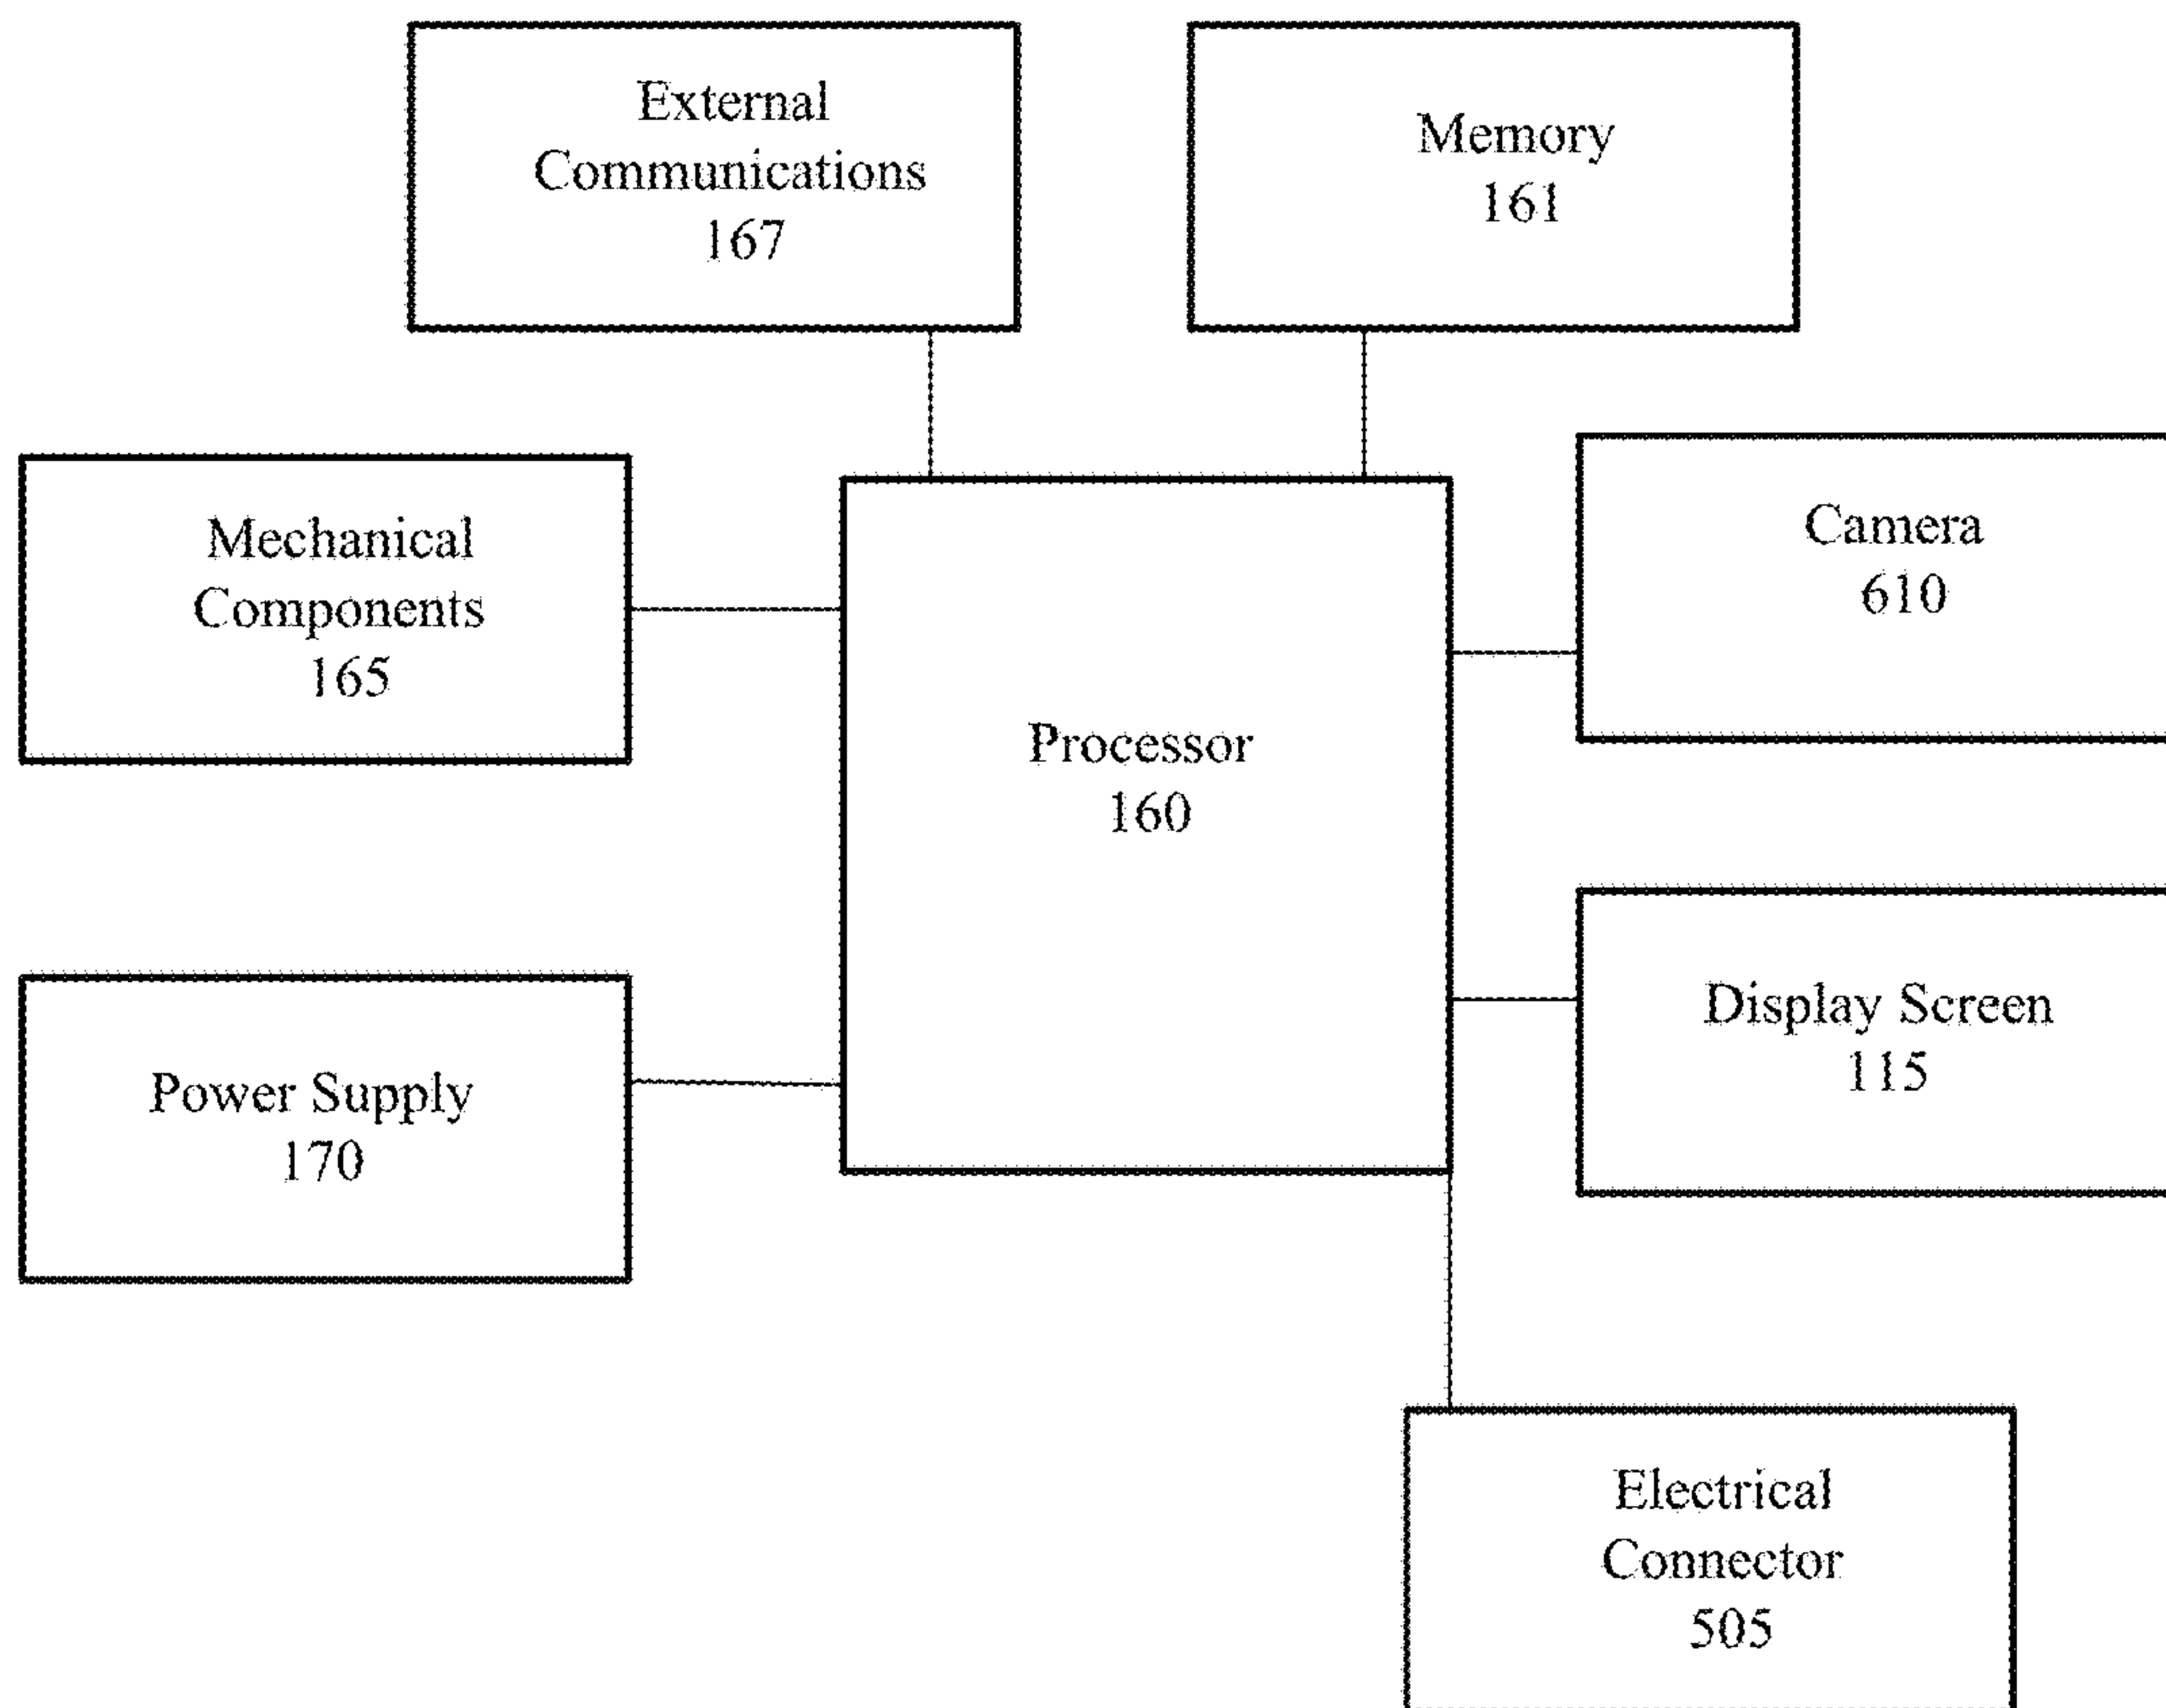 External
Communications
167
Memory
161
Mechanical
Components
165
Camera
610
Processor
160
Display Screen
115
Power Supply
170
Electrical
Connector
505